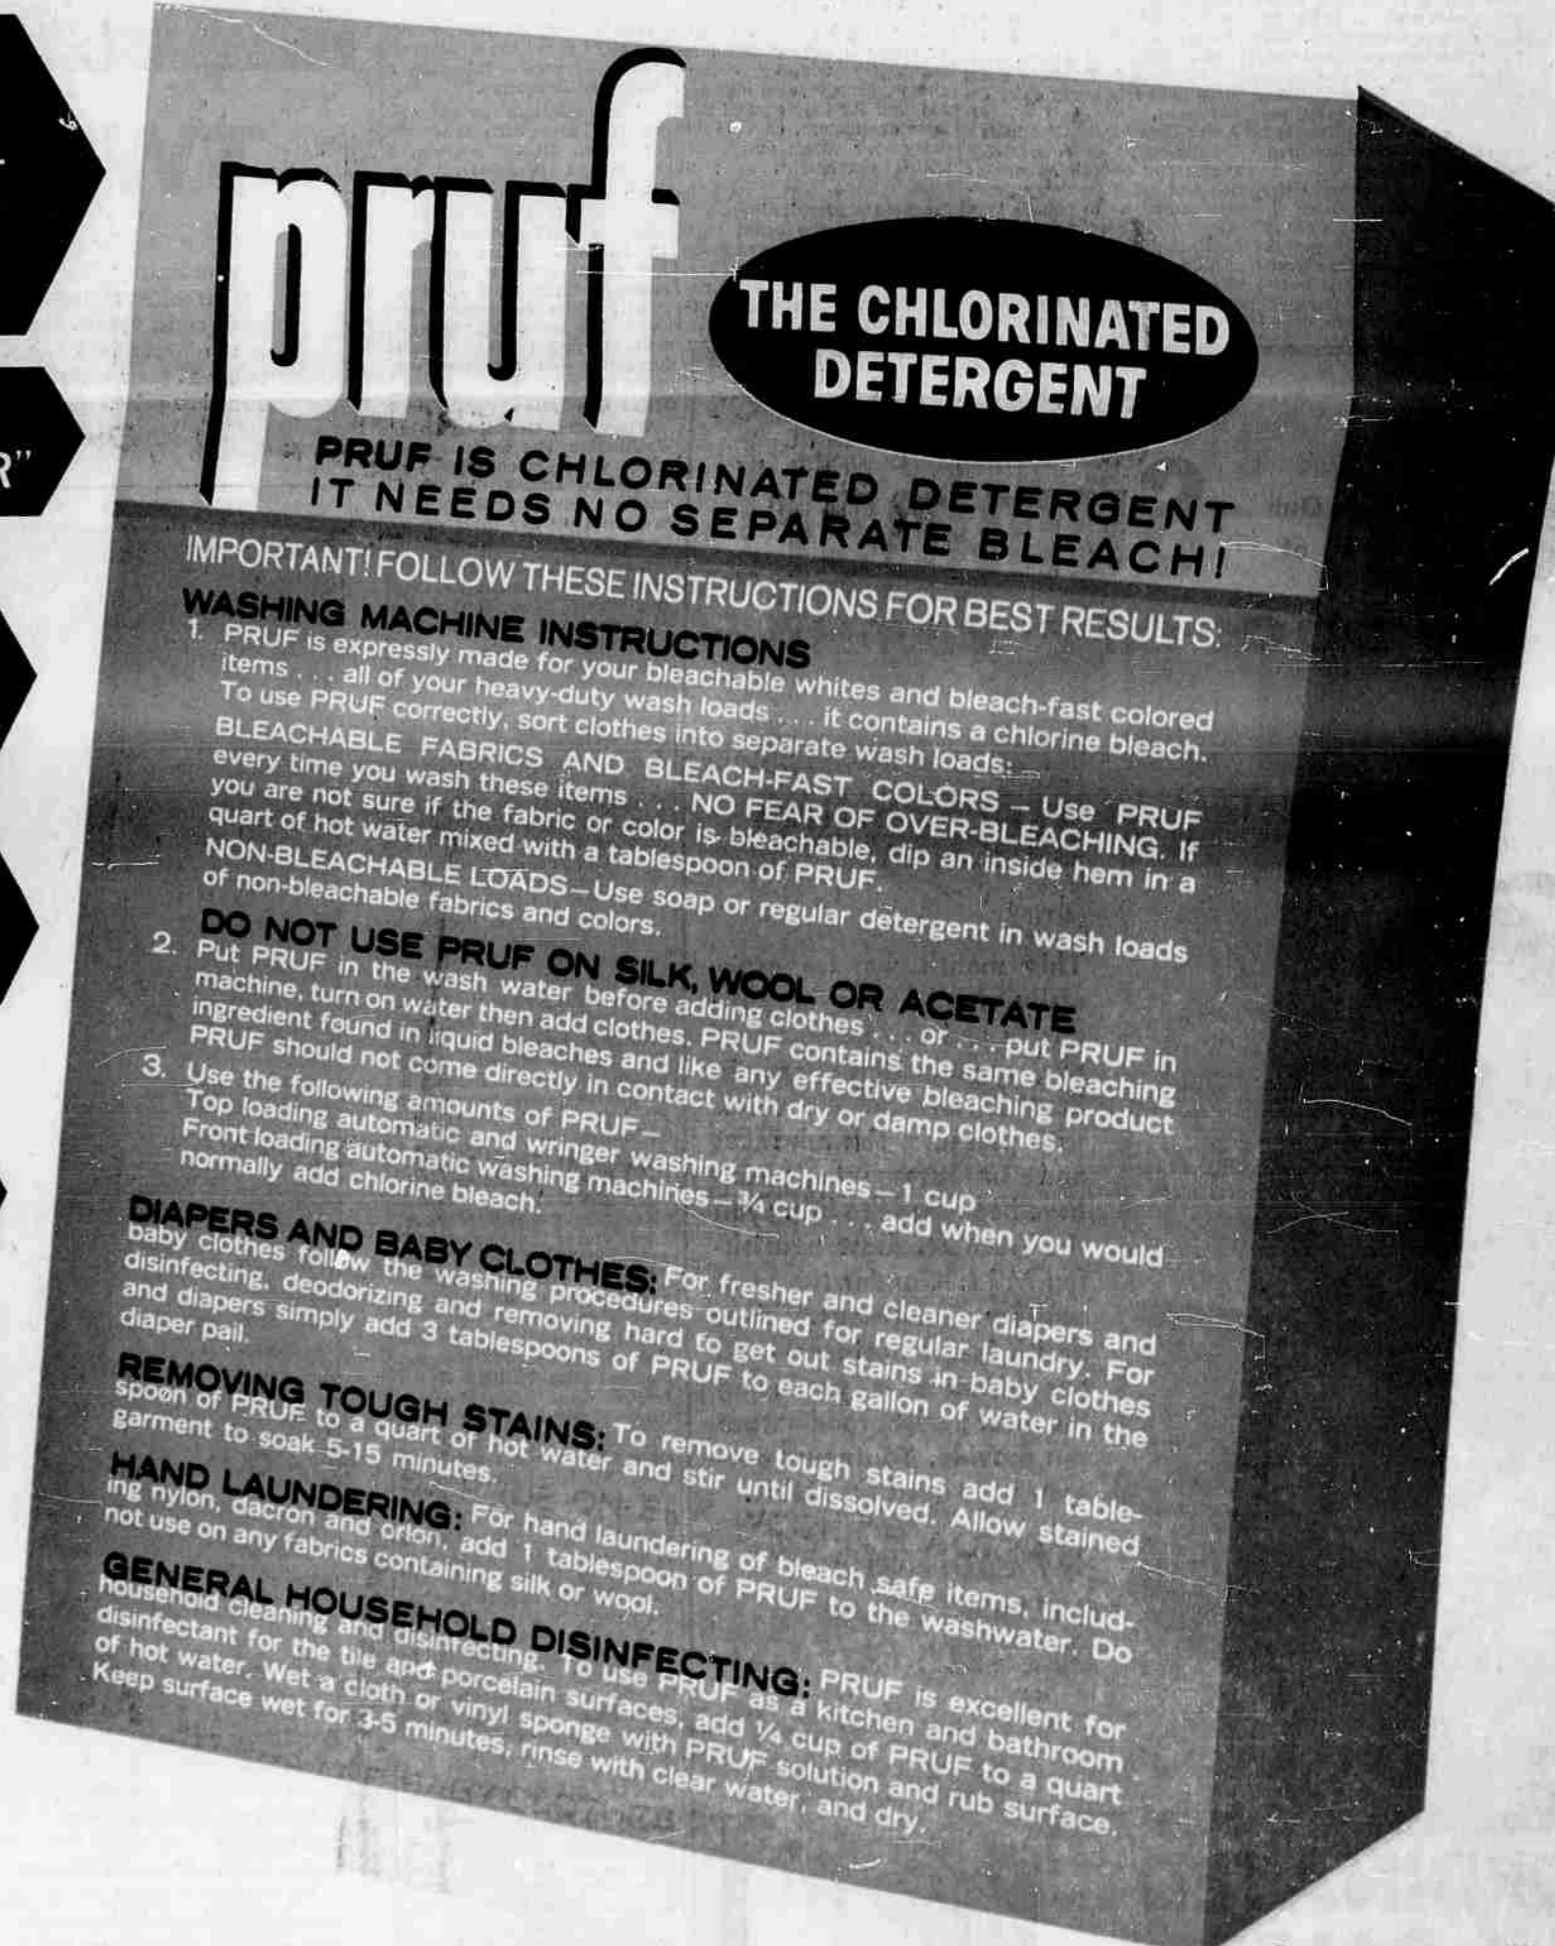 R"
pruf
THE CHLORINATED
DETERGENT
PRUF IS CHLORINATED DETERGENT
IT NEEDS NO SEPARATE BLEACH!
IMPORTANT! FOLLOW THESE INSTRUCTIONS FOR BEST RESULTS:
WASHING MACHINE INSTRUCTIONS
1. PRUF is expressly made for your bleachable whites and bleach-fast colored
items . . . all of your heavy-duty wash loads . . . it contains a chlorine bleach.
To use PRUF correctly, sort clothes into separate wash loads:
BLEACHABLE FABRICS AND BLEACH-FAST COLORS – Use PRUF
every time you wash these items . . . NO FEAR OF OVER-BLEACHING. If
you are not sure if the fabric or color is bleachable, dip an inside hem in a
quart of hot water mixed with a tablespoon of PRUF.
NON-BLEACHABLE LOADS–Use soap or regular detergent in wash loads
of non-bleachable fabrics and colors.
DO NOT USE PRUF ON SILK, WOOL OR ACETATE
2. Put PRUF in the wash water before adding clothes . . . or . . . put PRUF in
machine, turn on water then add clothes. PRUF contains the same bleaching
ingredient found in liquid bleaches and like any effective bleaching product
PRUF should not come directly in contact with dry or damp clothes.
3. Use the following amounts of PRUF–
Top loading automatic and wringer washing machines – 1 cup
Front loading automatic washing machines – ¾ cup . . . add when you would
normally add chlorine bleach.
DIAPERS AND BABY CLOTHES: For fresher and cleaner diapers and
baby clothes follow the washing procedures outlined for regular laundry. For
disinfecting, deodorizing and removing hard to get out stains in baby clothes
and diapers simply add 3 tablespoons of PRUF to each gallon of water in the
diaper pail.
REMOVING TOUGH STAINS: To remove tough stains add 1 table-
spoon of PRUF to a quart of hot water and stir until dissolved. Allow stained
garment to soak 5-15 minutes.
HAND LAUNDERING: For hand laundering of bleach safe items, includ-
ing nylon, dacron and orlon, add 1 tablespoon of PRUF to the washwater. Do
not use on any fabrics containing silk or wool.
GENERAL HOUSEHOLD DISINFECTING: PRUF is excellent for
household cleaning and disinfecting. To use PRUF as a kitchen and bathroom
disinfectant for the tile and porcelain surfaces, add ¼ cup of PRUF to a quart
of hot water. Wet a cloth or vinyl sponge with PRUF solution and rub surface.
Keep surface wet for 3-5 minutes, rinse with clear water, and dry.